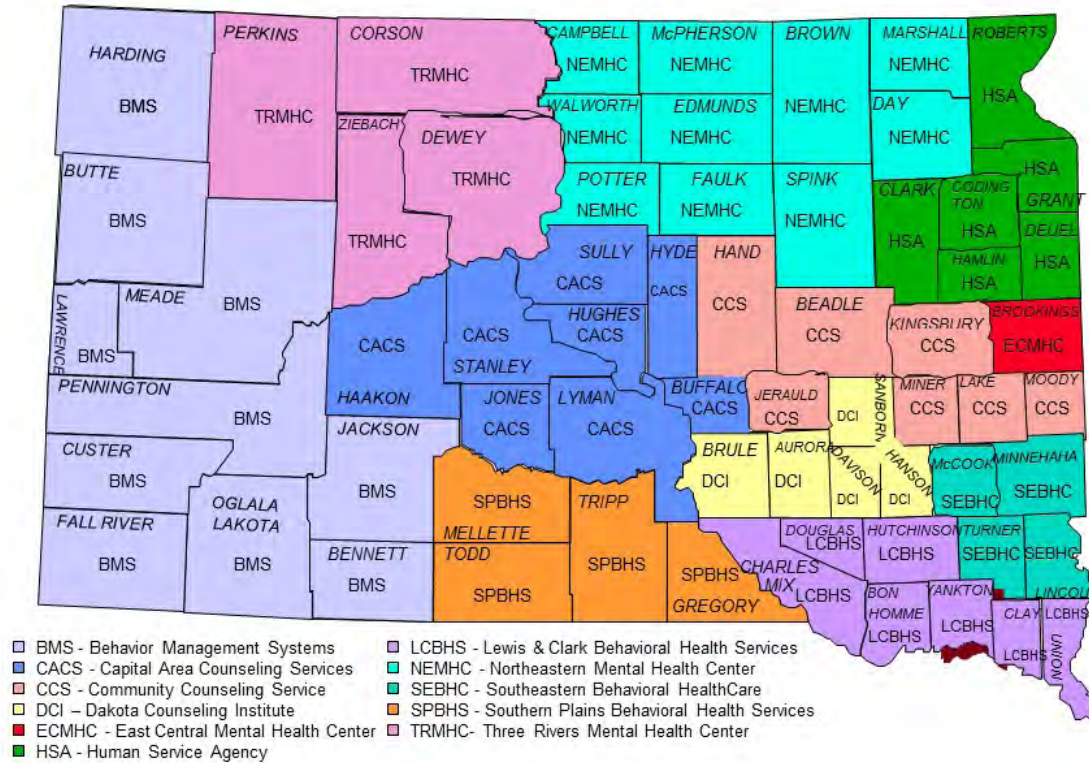 HARDING
BMS
PERKINS
TRMHC
CORSON
TRMHC
CAMPBELL
NEMHC
McPHERSON
NEMHC
BROWN
NEMHC
MARSHALL
NEMHC
ROBERTS
HSA
ZIEBACH
TRMHC
DEWEY
TRMHC
WALWORTH
NEMHC
EDMUNDS
NEMHC
DAY
NEMHC
BUTTE
BMS
POTTER
NEMHC
FAULK
NEMHC
SPINK
NEMHC
CLARK
HSA
CODING
TON
HSA
HSA
GRANT
DEUEL
HSA
HAMLIN
HSA
LAWRENCE
BMS
MEADE
BMS
SULLY
CACS
HYDE
CACS
HAND
CCS
BEADLE
CCS
KINGSBURY
CCS
BROOKINGS
ECMHC
CACS
HAAKON
CACS
STANLEY
HUGHES
CACS
PENNINGTON
BMS
JONES
CACS
LYMAN
CACS
BUFFALO
CACS
JERAULD
CCS
DCI
SANBORN
MINER
CCS
LAKE
CCS
MOODY
CCS
CUSTER
BMS
JACKSON
BMS
BRULE
DCI
AURORA
DCI
DAVISON
DCI
HANSON
DCI
McCOOK
SEBHC
MINNEHAHA
SEBHC
FALL RIVER
BMS
OGLALA
LAKOTA
BMS
BENNETT
BMS
SPBHS
MELLETTE
TODD
SPBHS
TRIPP
SPBHS
SPBHS
GREGORY
DOUGLAS
LCBHS
HUTCHINSON
LCBHS
TURNER
SEBHC
SEBHC
LINCOL
CHARLES
MIX
LCBHS
BON
HOMME
LCBHS
YANKTON
LCBHS
CLAY
LCBHS
LCBHS
UNION
BMS - Behavior Management Systems
CACS - Capital Area Counseling Services
CCS - Community Counseling Service
DCI – Dakota Counseling Institute
ECMHC - East Central Mental Health Center
HSA - Human Service Agency
LCBHS - Lewis & Clark Behavioral Health Services
NEMHC - Northeastern Mental Health Center
SEBHC - Southeastern Behavioral HealthCare
SPBHS - Southern Plains Behavioral Health Services
TRMHC- Three Rivers Mental Health Center